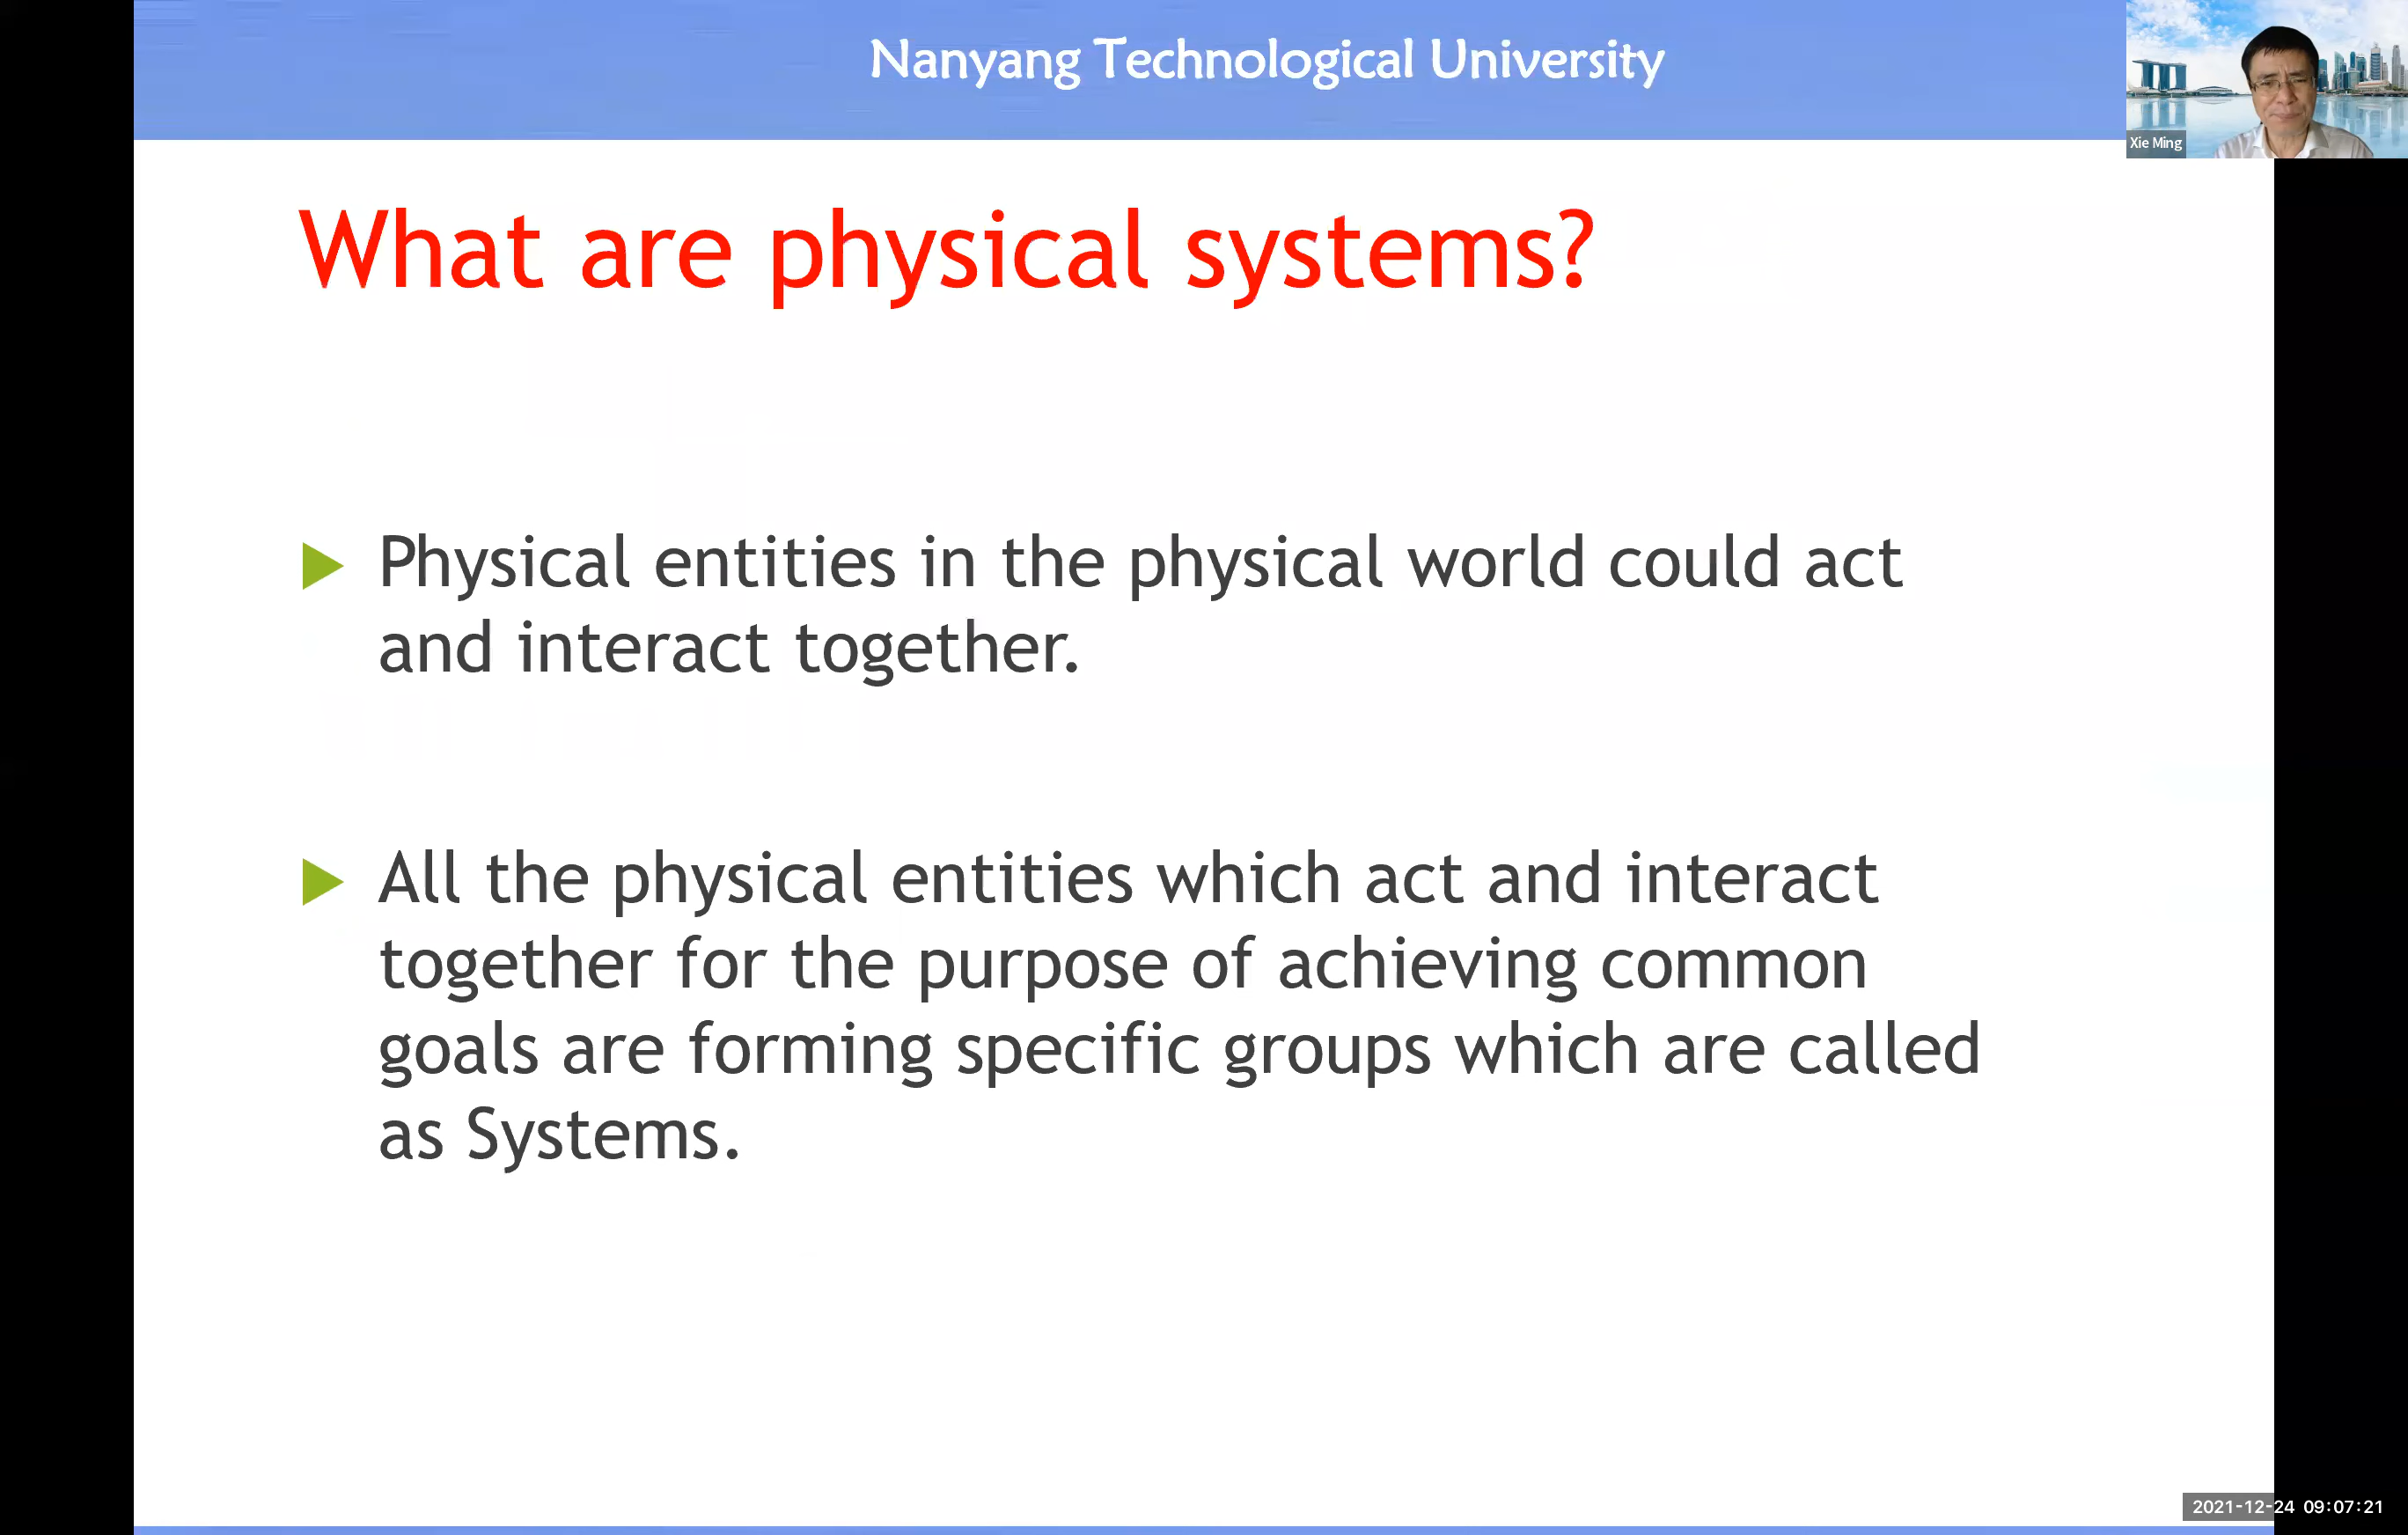 Nanyang Technological University
Xie Ming
What are physical systems?
Physical entities in the physical world could act
and interact together.
All the physical entities which act and interact
together for the purpose of achieving common
goals are forming specific groups which are called
as Systems.
2021-12-24 09:07:21